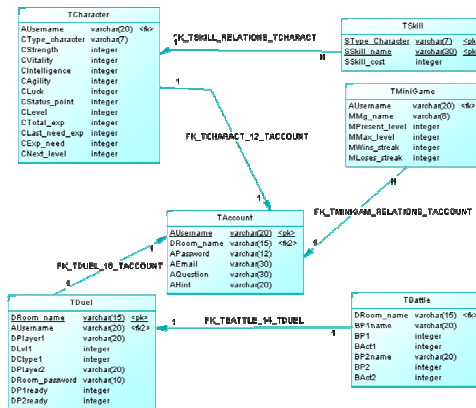 TCharacter
AUsername varchar(20) <fk>
CType_character varchar(7)
CStrength integer
CVitality integer
CIntelligence integer
CAgility integer
CLuck integer
CStatus_point integer
CLevel integer
CTotal_exp integer
CLast_need_exp integer
CExp_need integer
CNext_level integer
FK_TSKILL_RELATIONS_TCHARACT
1
N
TSkill
SType_Character varchar(7) <pk>
SSkill_name varchar(30) <pk>
SSkill_cost integer
TMiniGame
AUsername varchar(20) <fk>
MMg_name varchar(8)
MPresent_level integer
MMax_level integer
MWins_streak integer
MLoses_streak integer
1
FK_TCHARACT_12_TACCOUNT
1
N
FK_TMINIGAM_RELATIONS_TACCOUNT
1
TAccount
AUsername varchar(20) <pk>
DRoom_name varchar(15) <fk2>
APassword varchar(12)
AEmail varchar(30)
AQuestion varchar(30)
AHint varchar(20)
1
FK_TDUEL_16_TACCOUNT
1
TDuel
DRoom_name varchar(15) <pk>
AUsername varchar(20) <fk2>
DPlayer1 varchar(20)
DLvl1 integer
DCtype1 integer
DPlayer2 varchar(20)
DRoom_password varchar(10)
DP1ready integer
DP2ready integer
FK_TBATTLE_14_TDUEL
1
1
TBattle
DRoom_name varchar(15)
BP1name varchar(20)
BP1 integer
BAct1 integer
BP2name varchar(20)
BP2 integer
BAct2 integer